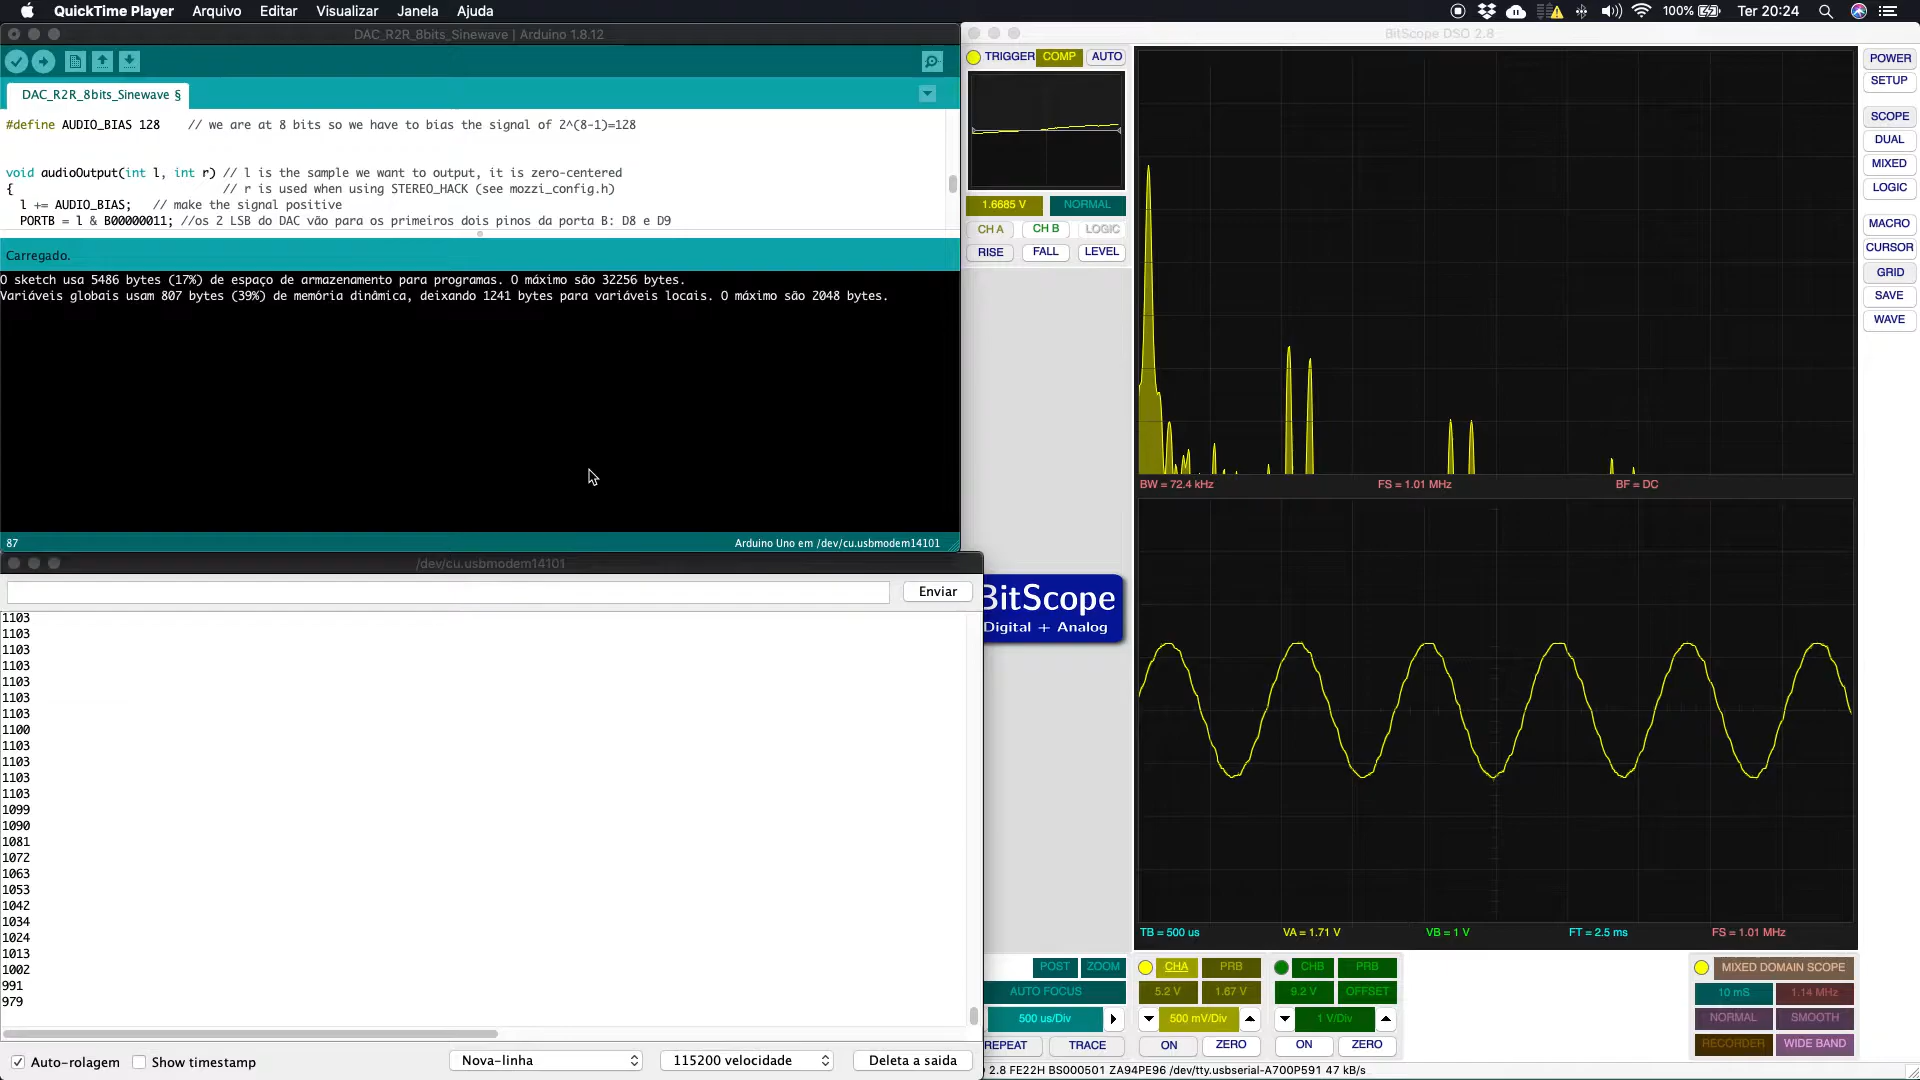 QuickTime Player Arquivo Editar Visualizar Janela Ajuda
100% Ter 20:24
DAC_R2R_8bits_Sinewave | Arduino 1.8.12
DAC_R2R_8bits_Sinewave §
#define AUDIO_BIAS 128 // we are at 8 bits so we have to bias the signal of 2^(8-1)=128
void audioOutput(int l, int r) // l is the sample we want to output, it is zero-centered
{ // r is used when using STEREO_HACK (see mozzi_config.h)
l += AUDIO_BIAS; // make the signal positive
PORTB = l & B00000011; //os 2 LSB do DAC vão para os primeiros dois pinos da porta B: D8 e D9
Carregado.
O sketch usa 5486 bytes (17%) de espaço de armazenamento para programas. O máximo são 32256 bytes.
Variáveis globais usam 807 bytes (39%) de memória dinâmica, deixando 1241 bytes para variáveis locais. O máximo são 2048 bytes.
87
Arduino Uno em /dev/cu.usbmodem14101
/dev/cu.usbmodem14101
Enviar
1103
1103
1103
1103
1103
1103
1103
1100
1103
1103
1103
1103
1099
1090
1081
1072
1063
1053
1042
1034
1024
1013
1002
991
979
Auto-rolagem
Show timestamp
Nova-linha
115200 velocidade
Deleta a saida
BitScope DSO 2.8
TRIGGER COMP AUTO
1.6685 V NORMAL
CH A CH B LOGIC
RISE FALL LEVEL
BitScope
Digital + Analog
BW = 72.4 kHz FS = 1.01 MHz BF = DC
TB = 500 us VA = 1.71 V VB = 1 V FT = 2.5 ms FS = 1.01 MHz
POWER
SETUP
SCOPE
DUAL
MIXED
LOGIC
MACRO
CURSOR
GRID
SAVE
WAVE
POST ZOOM
AUTO FOCUS
500 us/Div
REPEAT TRACE
CHA PRB
5.2 V 1.67 V
500 mV/Div
ON ZERO
CHB PRB
9.2 V OFFSET
1 V/Div
ON ZERO
MIXED DOMAIN SCOPE
10 mS 1.14 MHz
NORMAL SMOOTH
RECORDER WIDE BAND
2.8 FE22H BS000501 ZA94PE96 /dev/tty.usbserial-A700P591 47 kB/s